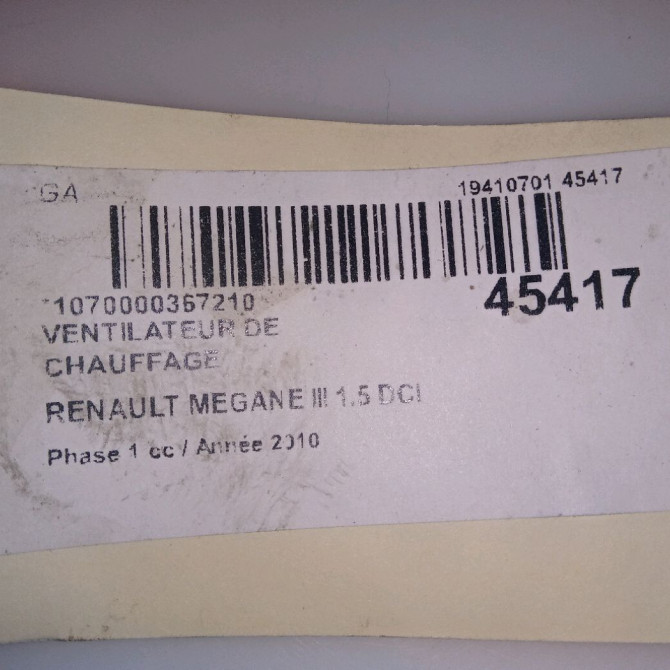 GA
19410701 45417
*1070000367210
45417
VENTILATEUR DE
CHAUFFAGE
RENAULT MEGANE III 1.5 DCI
Phase 1 cc / Année 2010